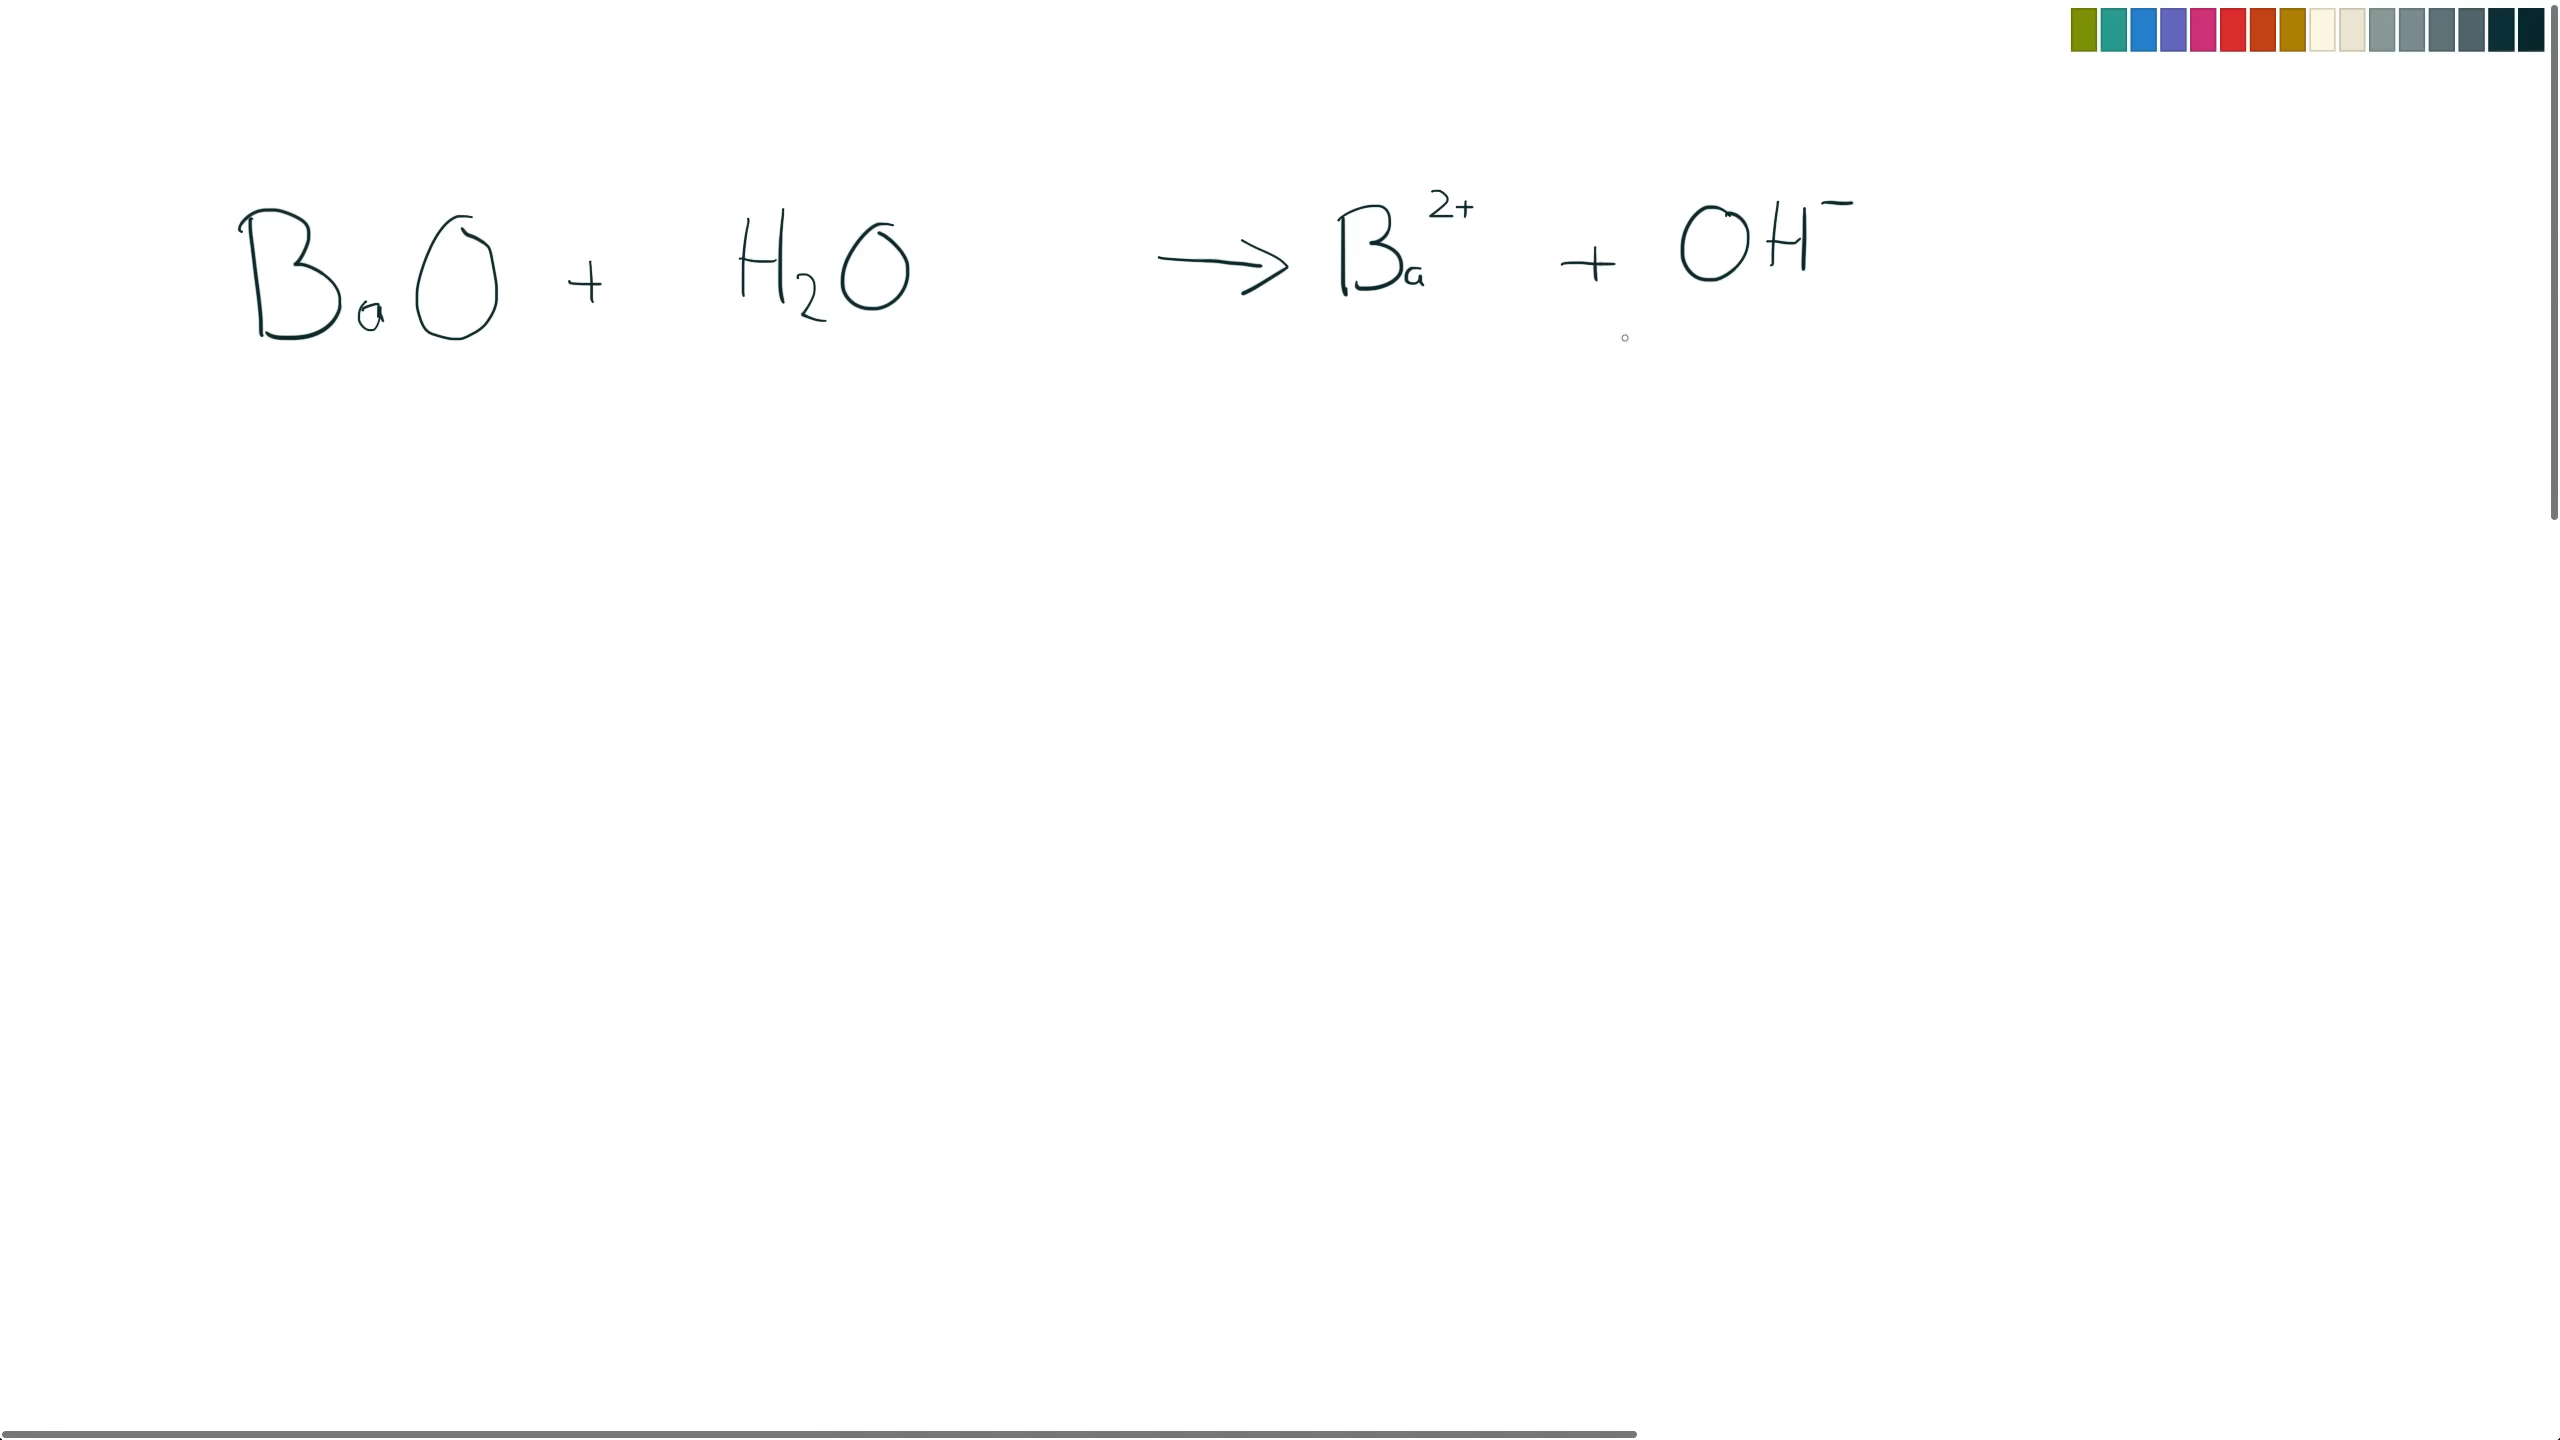 BaO + H₂O → Ba²⁺ + OH⁻